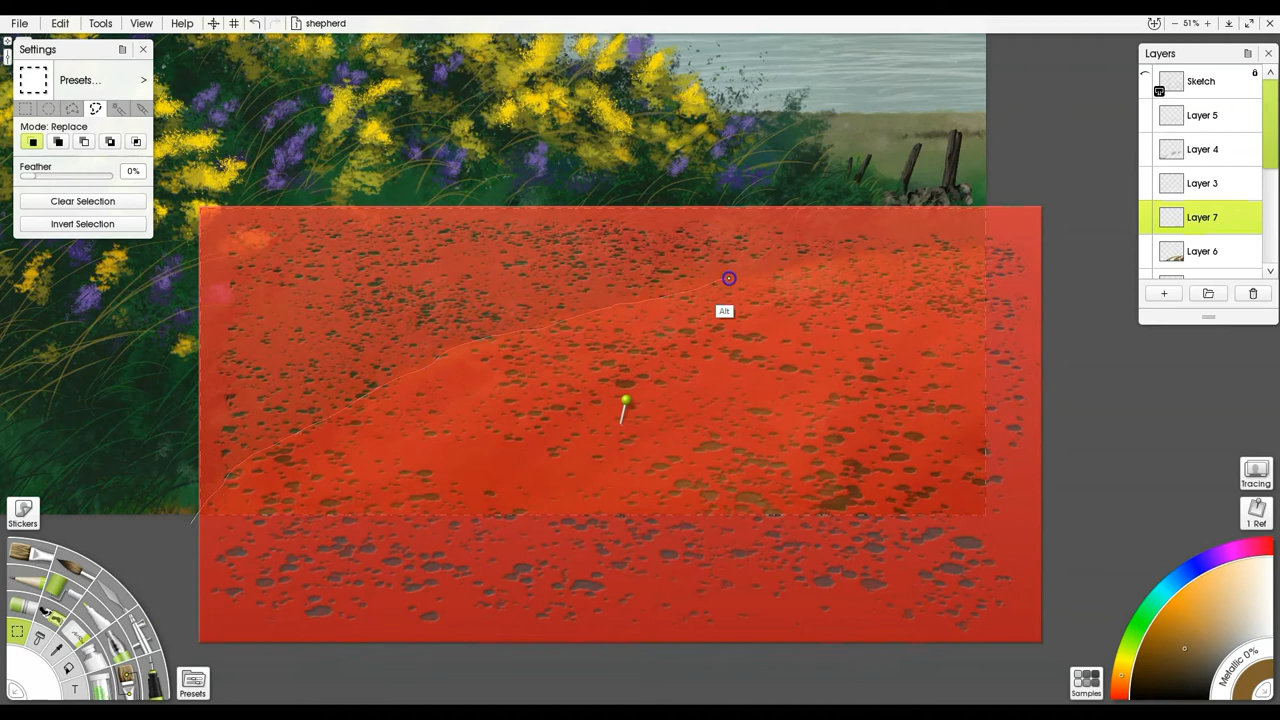 File Edit Tools View Help shepherd 51%
Settings
Presets... >
Mode: Replace
Feather
0%
Clear Selection
Invert Selection
Layers
Sketch
Layer 5
Layer 4
Layer 3
Layer 7
Layer 6
Alt
Stickers
Tracing
1 Ref
T
Presets
Samples
Metallic 0%